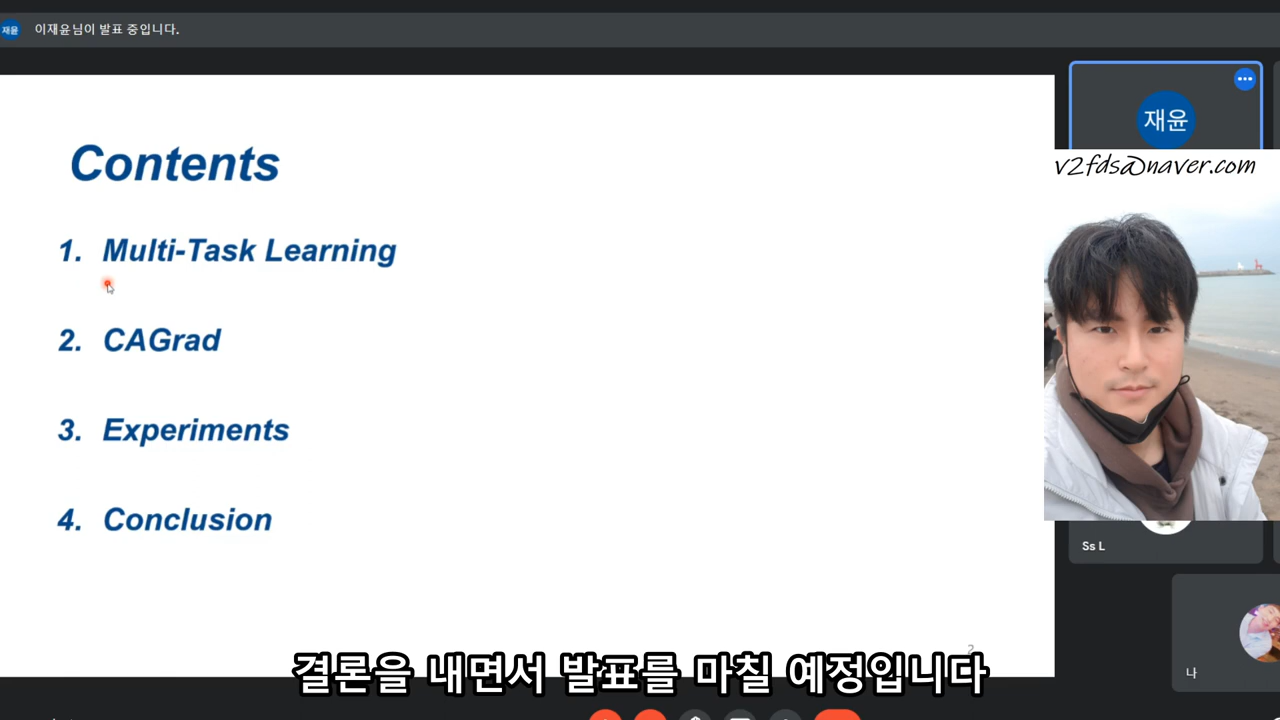 재윤
이재윤님이 발표 중입니다.
재윤
v2fds@naver.com
Contents
1. Multi-Task Learning
2. CAGrad
3. Experiments
4. Conclusion
Ss L
2
나
결론을 내면서 발표를 마칠 예정입니다